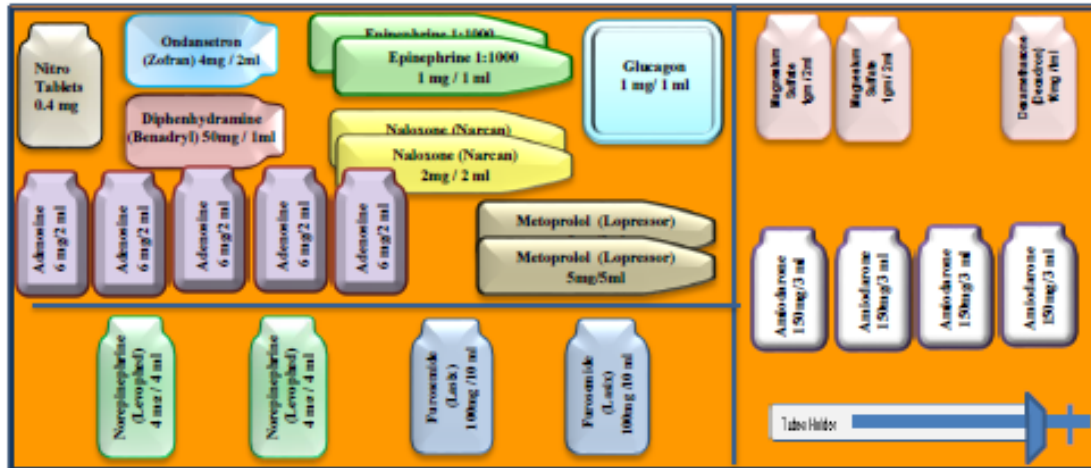 Nitro
Tablets
0.4 mg
Ondansetron
(Zofran) 4mg / 2ml
Diphenhydramine
(Benadryl) 50mg / 1ml
Epinephrine 1:1000
Epinephrine 1:1000
1 mg / 1 ml
Naloxone (Narcan)
Naloxone (Narcan)
2mg / 2 ml
Glucagon
1 mg/ 1 ml
Metoprolol (Lopressor)
Metoprolol (Lopressor)
5mg/5ml
Adenosine
6 mg/2 ml
Adenosine
6 mg/2 ml
Adenosine
6 mg/2 ml
Adenosine
6 mg/2 ml
Adenosine
6 mg/2 ml
Norepinephrine
(Levophed)
4 mg / 4 ml
Norepinephrine
(Levophed)
4 mg / 4 ml
Furosemide
(Lasix)
100mg /10 ml
Furosemide
(Lasix)
100mg /10 ml
Magnesium
Sulfate
1gm / 2ml
Magnesium
Sulfate
1gm / 2ml
Dexamethasone
(Decadron)
10mg /1ml
Amiodarone
150mg/3 ml
Amiodarone
150mg/3 ml
Amiodarone
150mg/3 ml
Amiodarone
150mg/3 ml
Tubex Holder